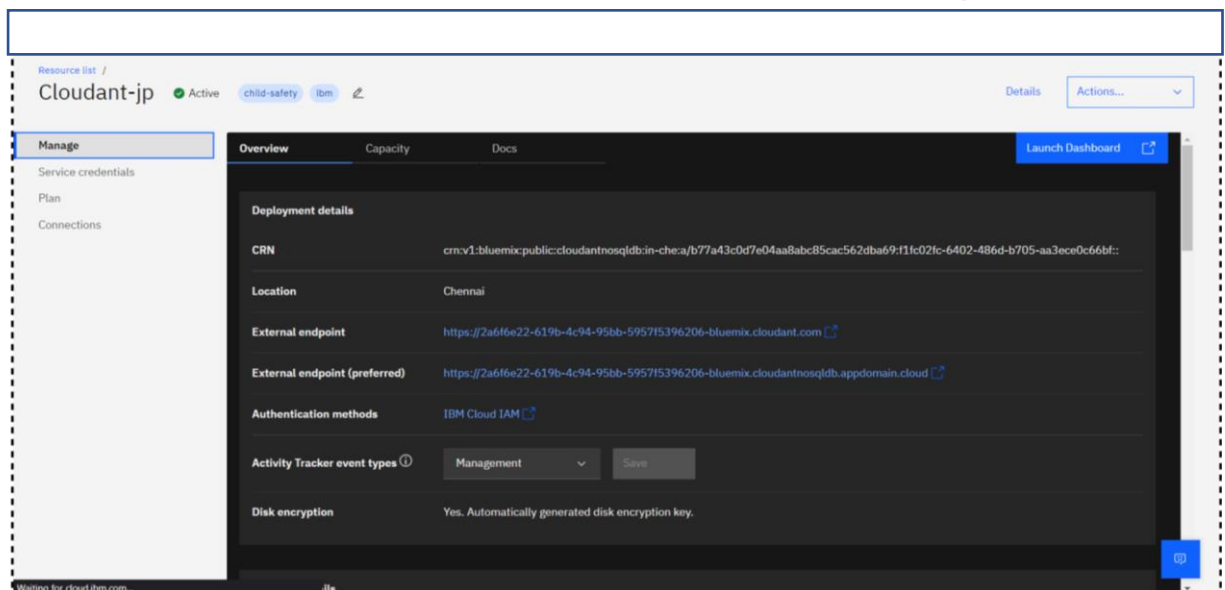 Resource list /
Cloudant-jp Active child-safety ibm Details Actions...
Manage
Service credentials
Plan
Connections
Overview Capacity Docs Launch Dashboard
Deployment details
CRN crn:v1:bluemix:public:cloudantnosqldb:in-che:a/b77a43c0d7e04aa8abc85cac562dba69:f1fc02fc-6402-486d-b705-aa3ece0c66bf::
Location Chennai
External endpoint https://2a6f6e22-619b-4c94-95bb-5957f5396206-bluemix.cloudant.com
External endpoint (preferred) https://2a6f6e22-619b-4c94-95bb-5957f5396206-bluemix.cloudantnosqldb.appdomain.cloud
Authentication methods IBM Cloud IAM
Activity Tracker event types Management Save
Disk encryption Yes. Automatically generated disk encryption key.
Waiting for cloud.ibm.com...